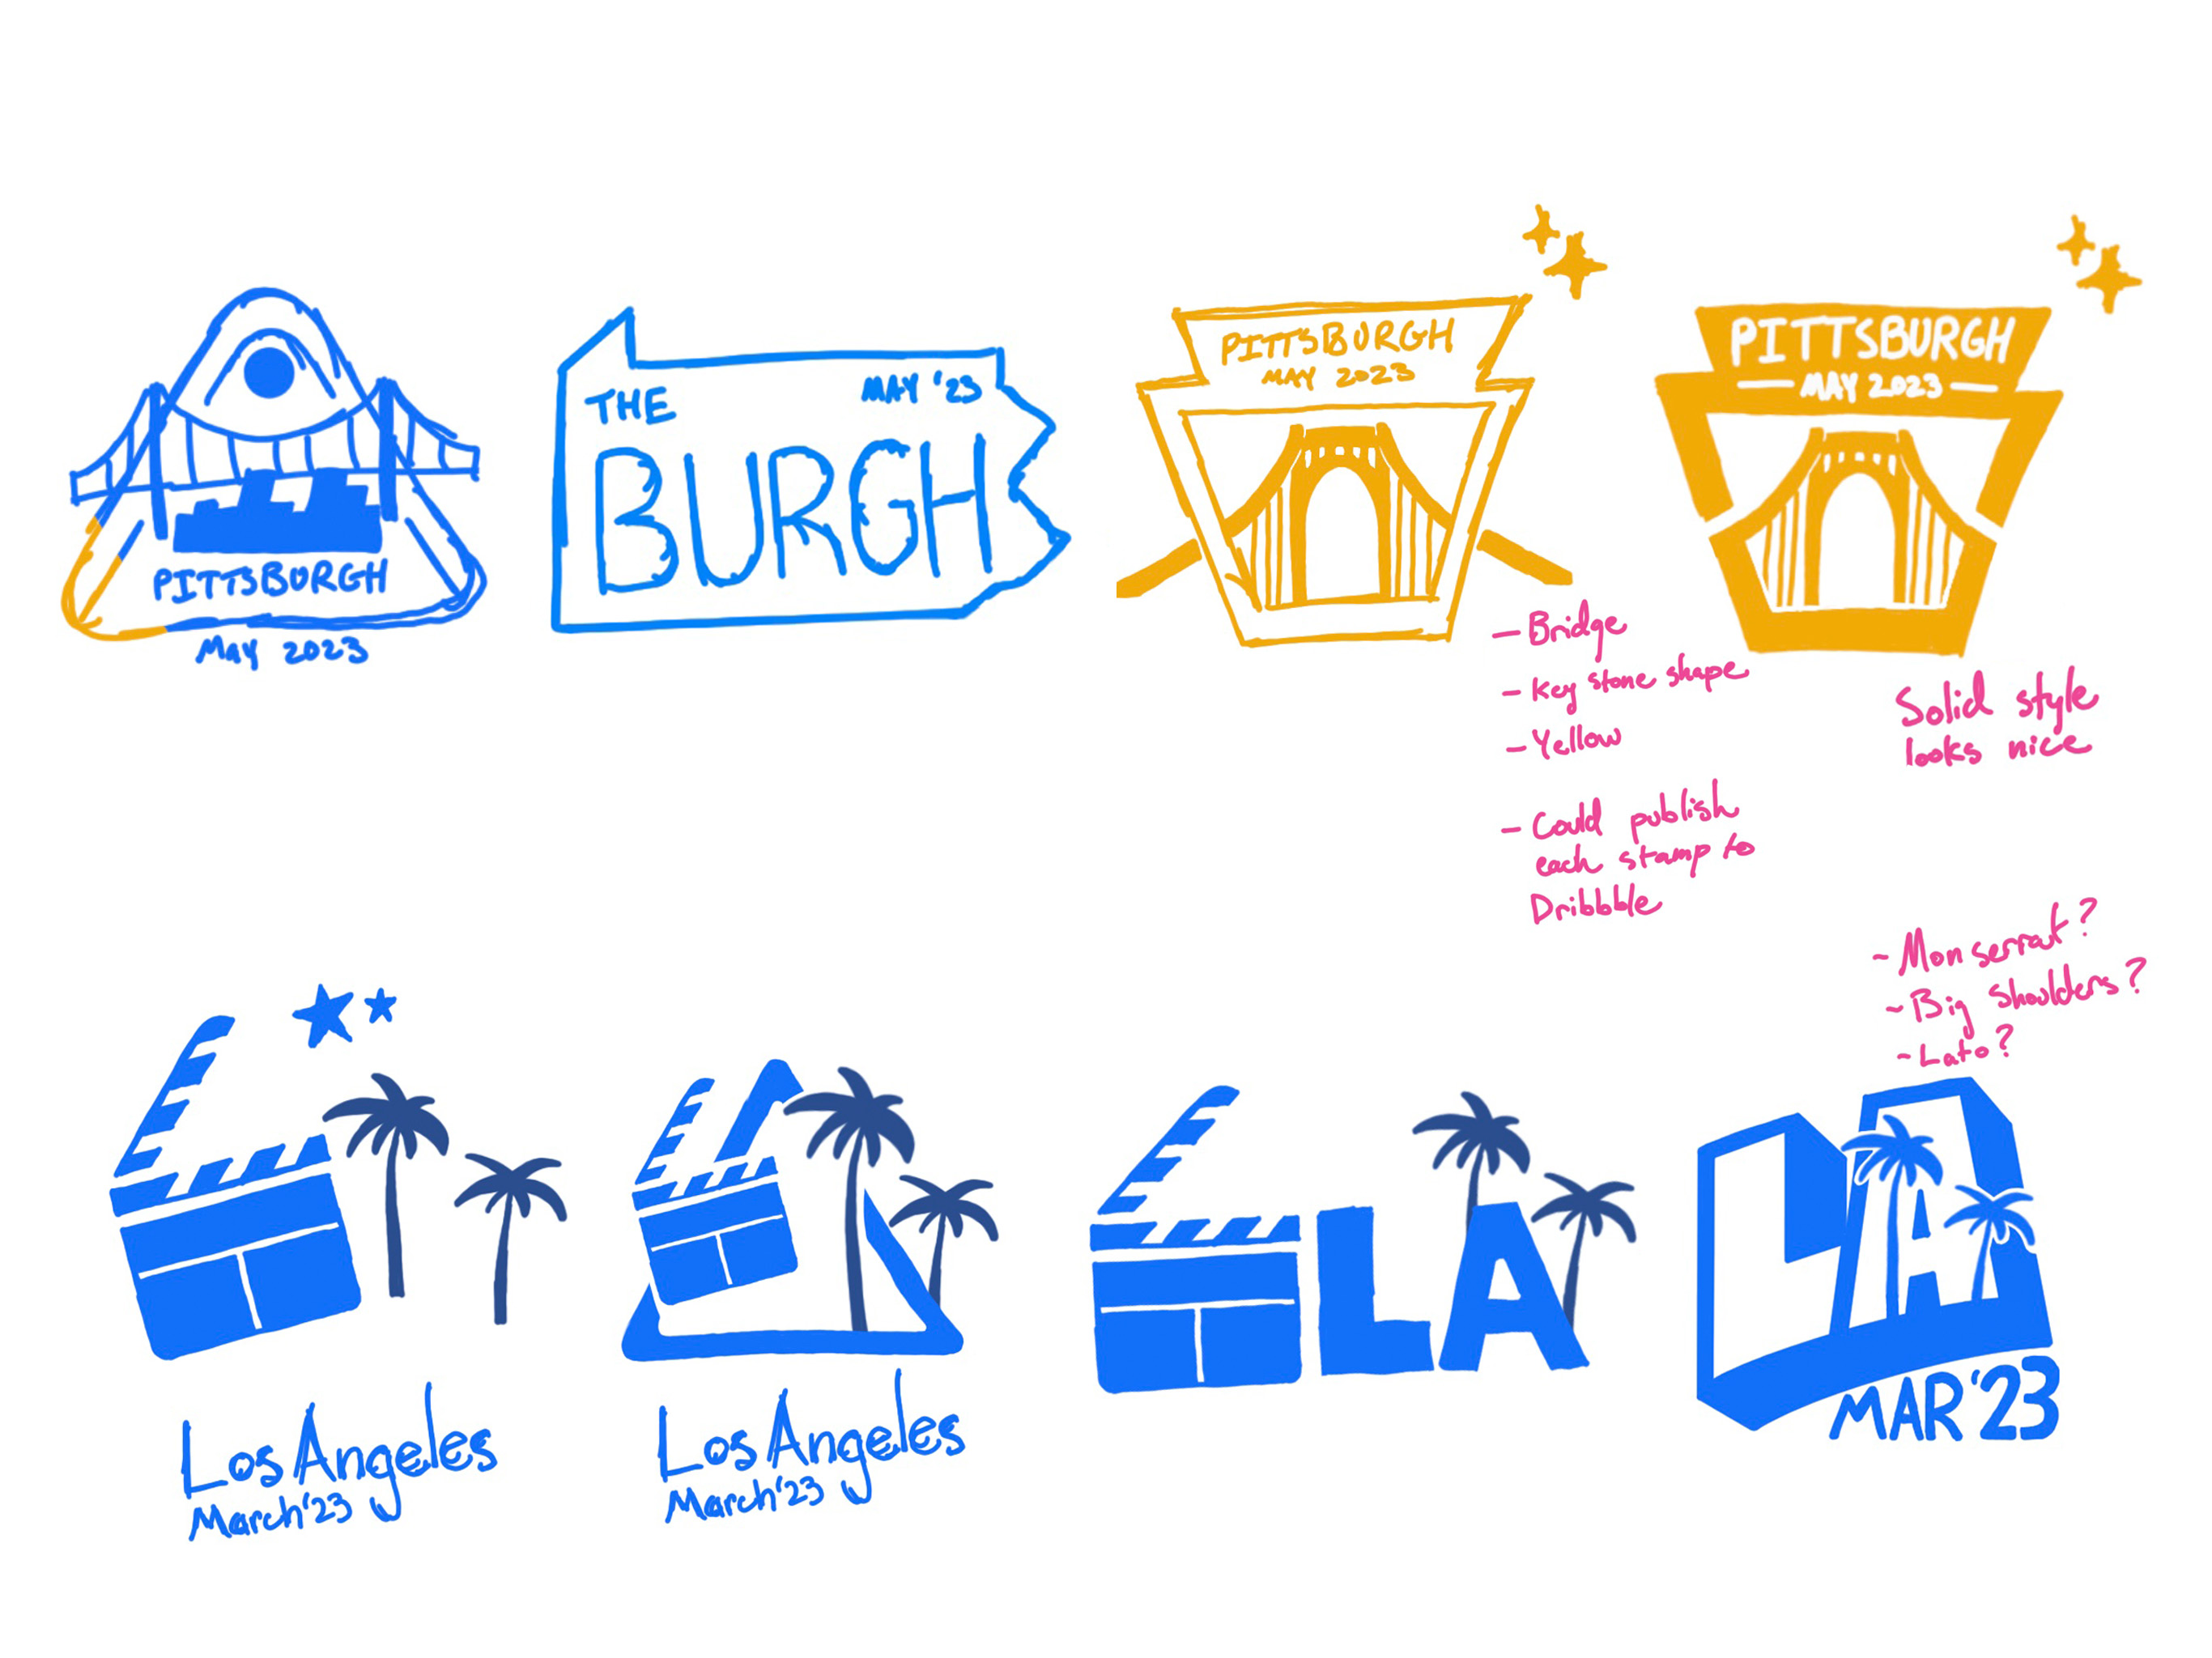 PITTSBURGH
May 2023
THE
MAY '23
BURGH
PITTSBURGH
MAY 2023
PITTSBURGH
MAY 2023
- Bridge
- Key stone shape
- Yellow
- Could publish
each stamp to
Dribbble
Solid style
looks nice
- Monserrat?
- Big Shoulders?
- Lato?
Los Angeles
March '23
Los Angeles
March '23
LA
LA
MAR '23